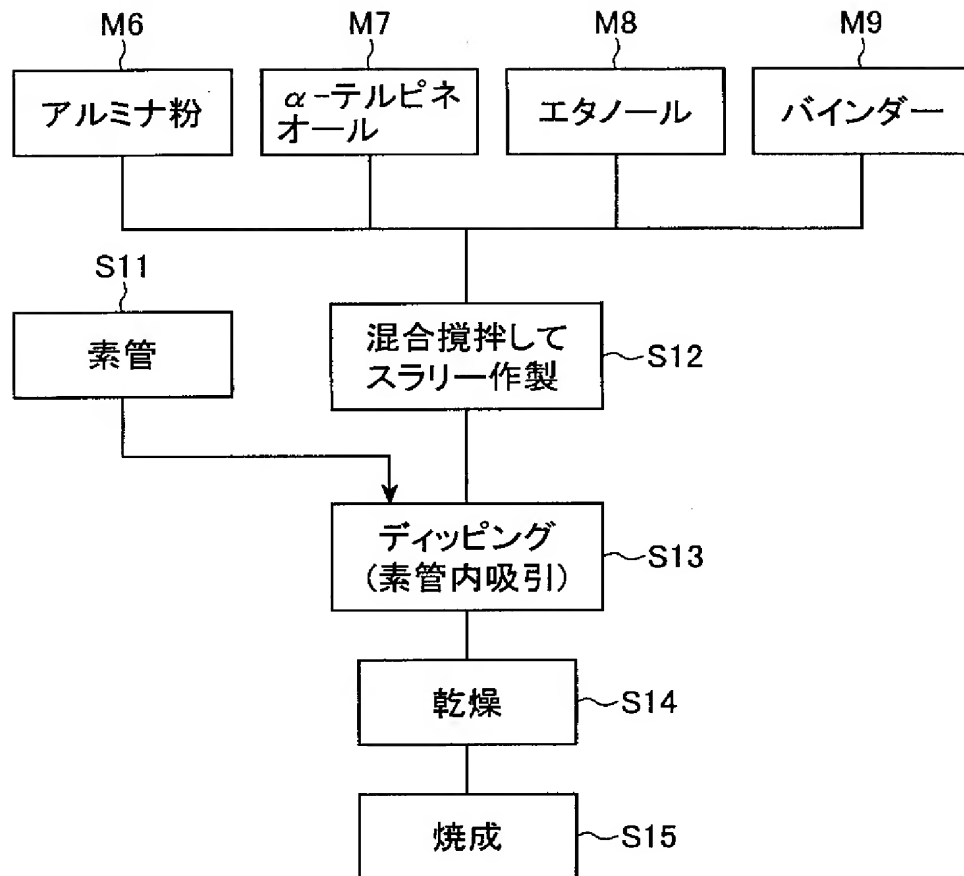 M6
M7
M8
M9
アルミナ粉
α-テルピネ
オール
エタノール
バインダー
S11
素管
混合撹拌して
スラリー作製
S12
ディッピング
(素管内吸引)
S13
乾燥
S14
焼成
S15